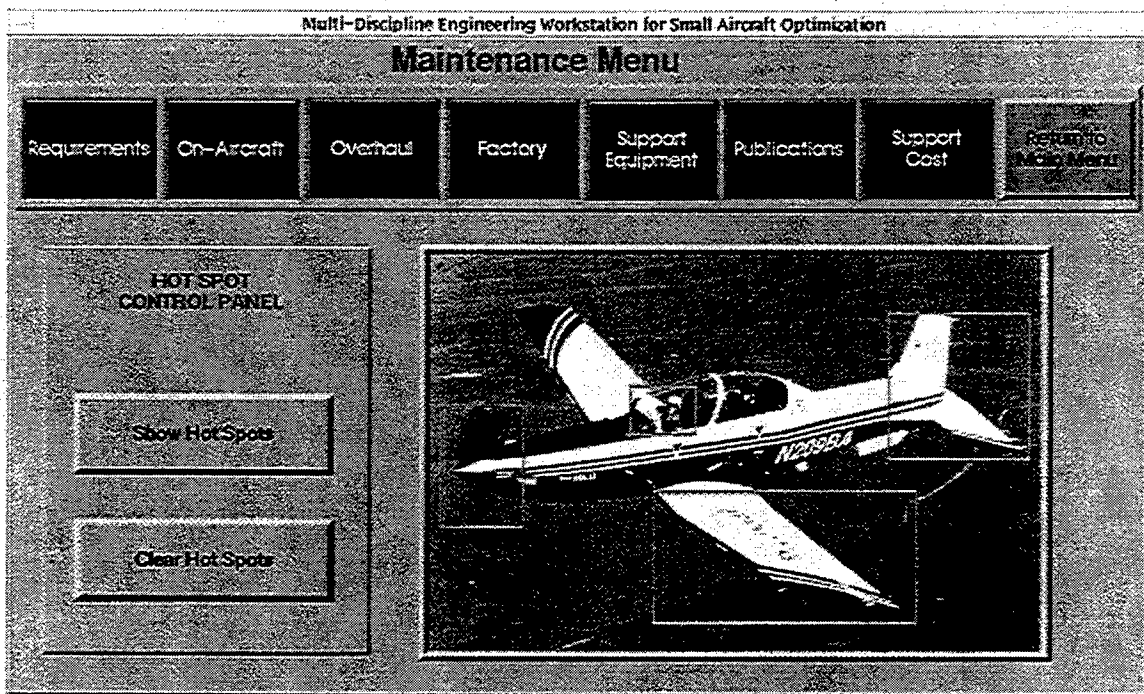 Multi-Discipline Engineering Workstation for Small Aircraft Optimization
Maintenance Menu
Requirements
On-Aircraft
Overhaul
Factory
Support
Equipment
Publications
Support
Cost
Return to
Main Menu
HOT SPOT
CONTROL PANEL
Show Hot Spots
Clear Hot Spots